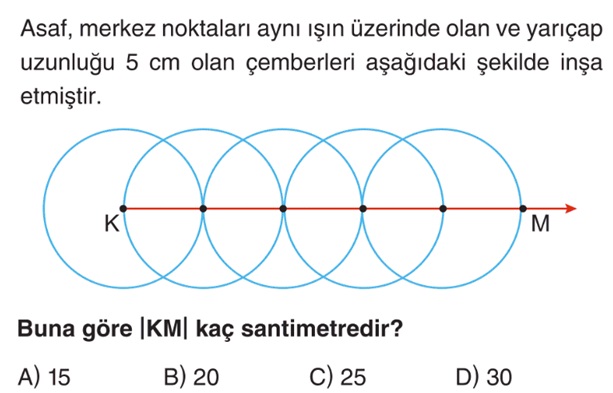 Asaf, merkez noktaları aynı ışın üzerinde olan ve yarıçap
uzunluğu 5 cm olan çemberleri aşağıdaki şekilde inşa
etmiştir.
K
M
Buna göre |KM| kaç santimetredir?
A) 15 B) 20 C) 25 D) 30